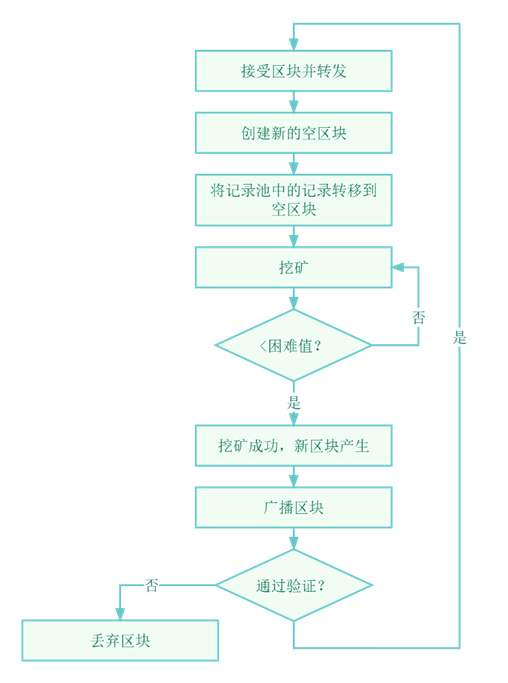 接受区块并转发
创建新的空区块
将记录池中的记录转移到
空区块
挖矿
否
<困难值？
是
是
挖矿成功，新区块产生
广播区块
通过验证？
否
丢弃区块